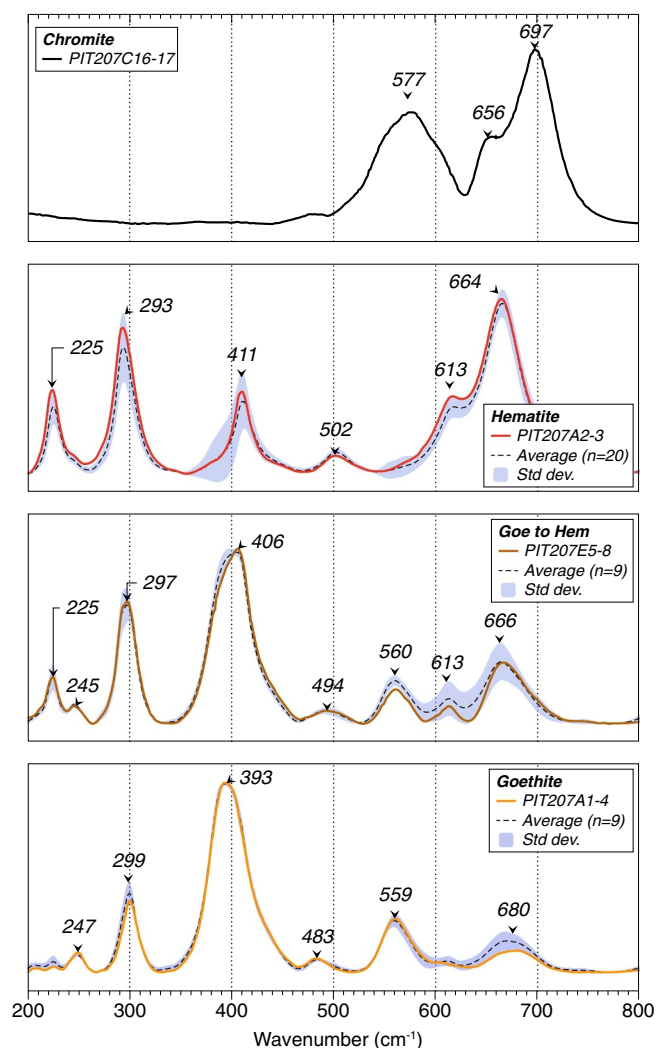 Chromite
PIT207C16-17
577
656
697
225
293
411
502
613
664
Hematite
PIT207A2-3
Average (n=20)
Std dev.
225
245
297
406
494
560
613
666
Goe to Hem
PIT207E5-8
Average (n=9)
Std dev.
247
299
393
483
559
680
Goethite
PIT207A1-4
Average (n=9)
Std dev.
200 300 400 500 600 700 800
Wavenumber (cm⁻¹)